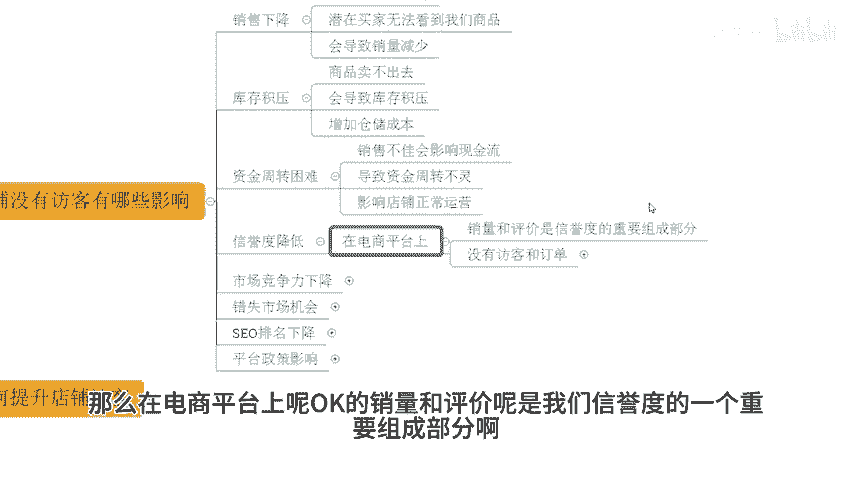 销售下降
潜在买家无法看到我们商品
会导致销量减少
商品卖不出去
库存积压
会导致库存积压
增加仓储成本
销售不佳会影响现金流
资金周转困难
导致资金周转不灵
影响店铺正常运营
铺没有访客有哪些影响
信誉度降低
在电商平台上
销量和评价是信誉度的重要组成部分
没有访客和订单
市场竞争力下降
错失市场机会
SEO排名下降
平台政策影响
何提升店铺
那么在电商平台上呢OK的销量和评价呢是我们信誉度的一个重
要组成部分啊